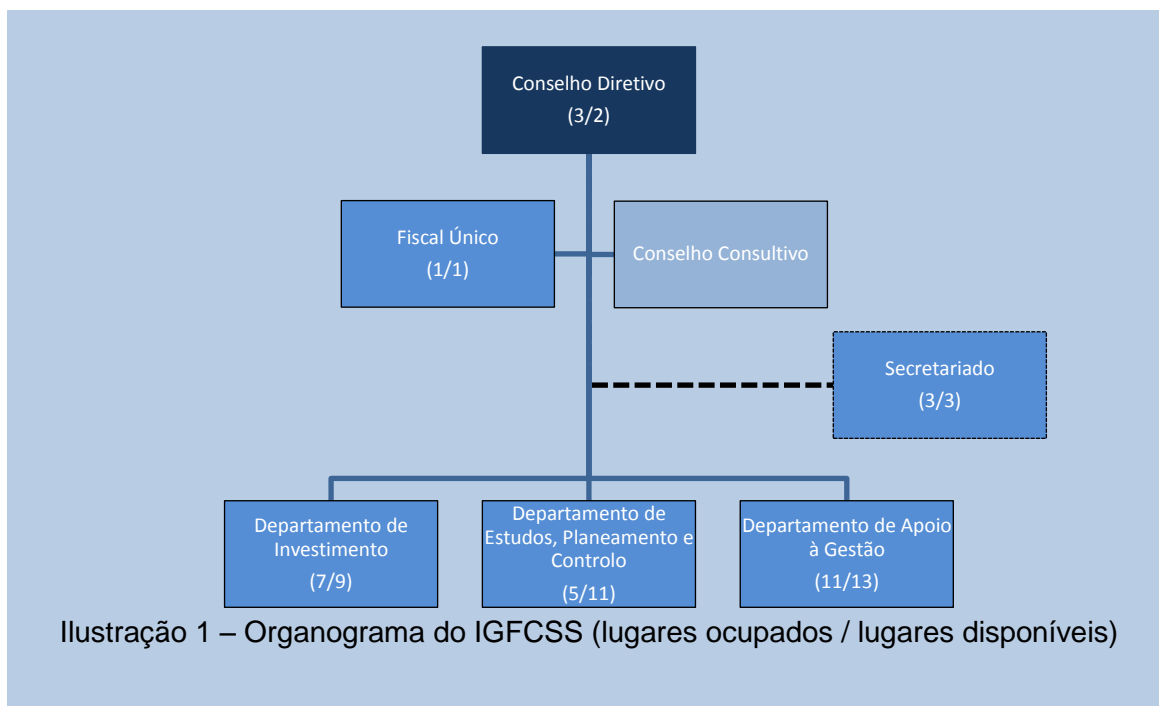 Conselho Diretivo
(3/2)
Fiscal Único
(1/1)
Conselho Consultivo
Secretariado
(3/3)
Departamento de
Investimento
(7/9)
Departamento de
Estudos, Planeamento e
Controlo
(5/11)
Departamento de Apoio
à Gestão
(11/13)
Ilustração 1 – Organograma do IGFCSS (lugares ocupados / lugares disponíveis)